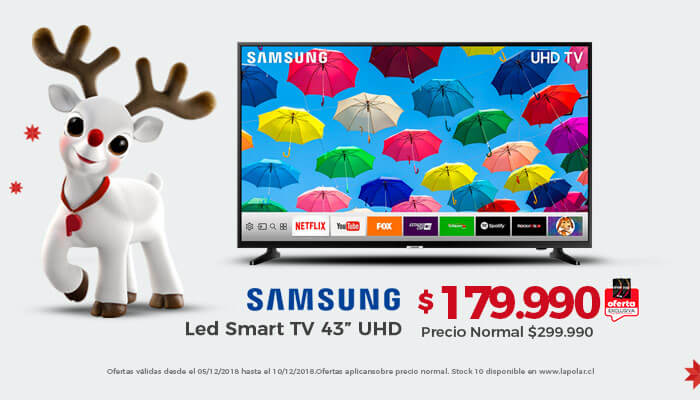 SAMSUNG
UHD TV
NETFLIX
YouTube
FOX
Spotify
SAMSUNG
Led Smart TV 43” UHD
$179.990
oferta
EXCLUSIVA
Precio Normal $299.990
Ofertas válidas desde el 05/12/2018 hasta el 10/12/2018.Ofertas aplicansobre precio normal. Stock 10 disponible en www.lapolar.cl